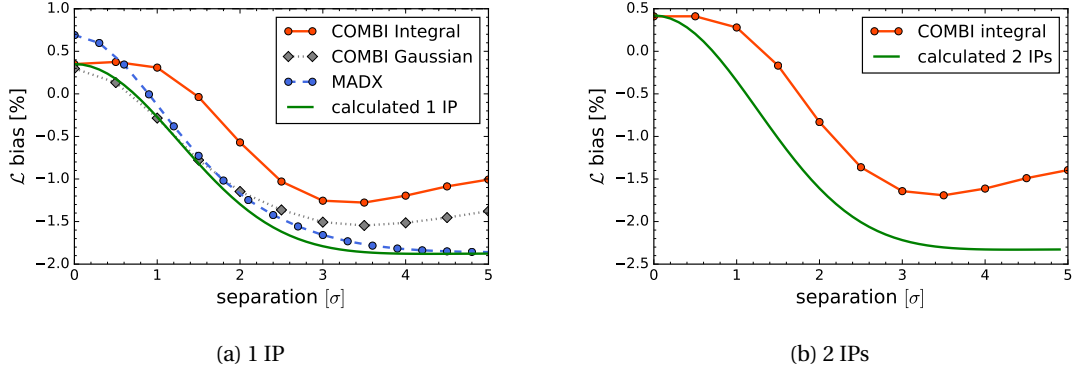 1.0
0.5
0.0
−0.5
−1.0
−1.5
−2.0
0 1 2 3 4 5
ℒ bias [%]
separation [σ]
COMBI Integral
COMBI Gaussian
MADX
calculated 1 IP
(a) 1 IP
0.5
0.0
−0.5
−1.0
−1.5
−2.0
−2.5
0 1 2 3 4 5
ℒ bias [%]
separation [σ]
COMBI integral
calculated 2 IPs
(b) 2 IPs